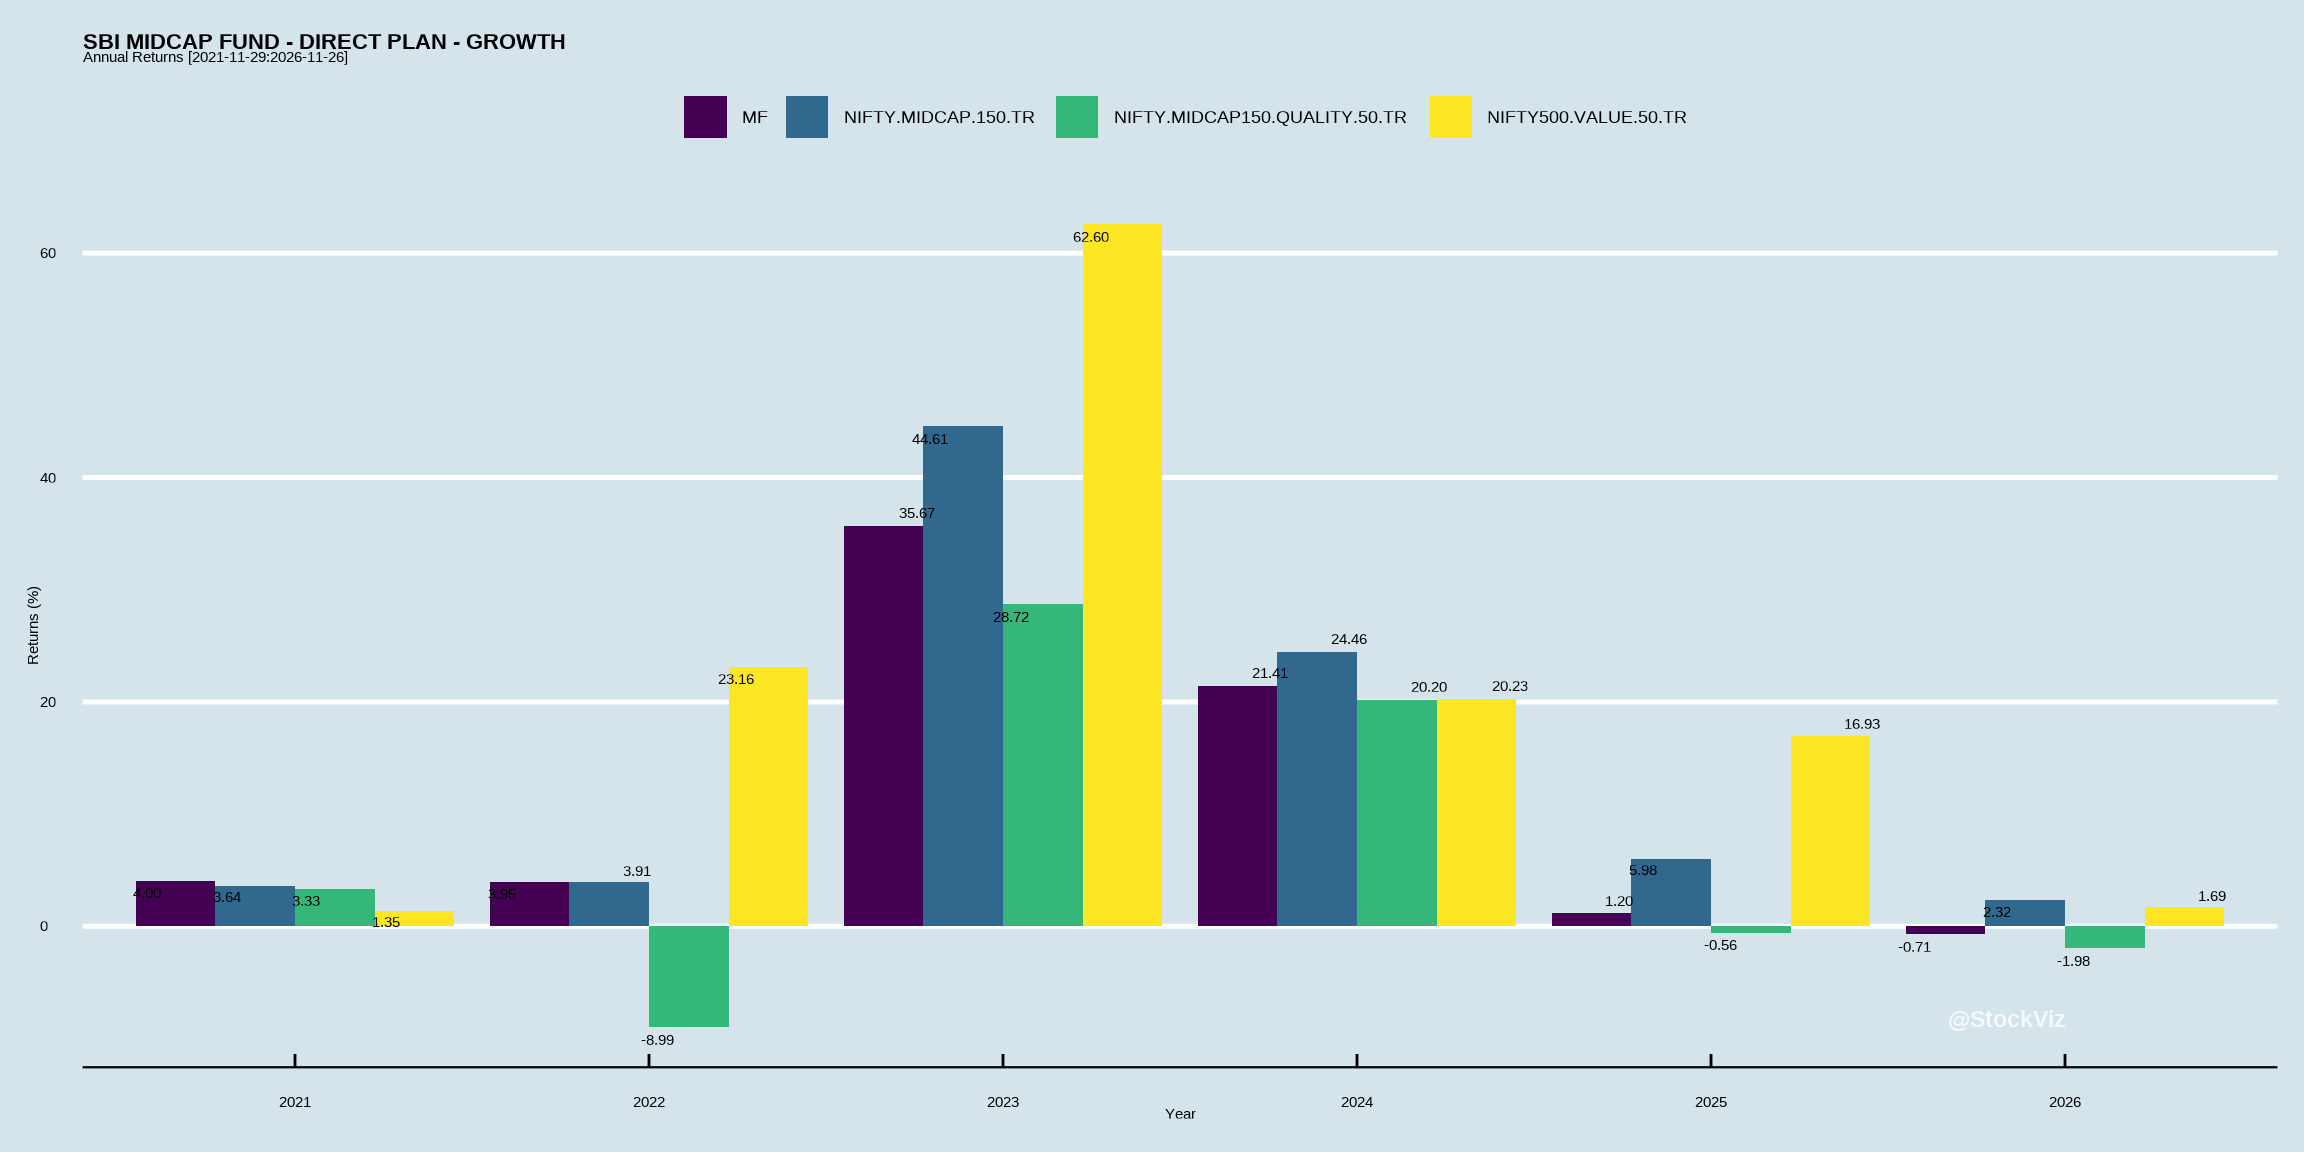 SBI MIDCAP FUND - DIRECT PLAN - GROWTH
Annual Returns [2021-11-29:2026-11-26]
MF NIFTY.MIDCAP.150.TR NIFTY.MIDCAP150.QUALITY.50.TR NIFTY500.VALUE.50.TR
60
40
20
0
Returns (%)
4.00 3.64 3.33 1.35
3.95 3.91 -8.99 23.16
35.67 44.61 28.72 62.60
21.41 24.46 20.20 20.23
1.20 5.98 -0.56 16.93
-0.71 2.32 -1.98 1.69
@StockViz
2021 2022 2023 2024 2025 2026
Year